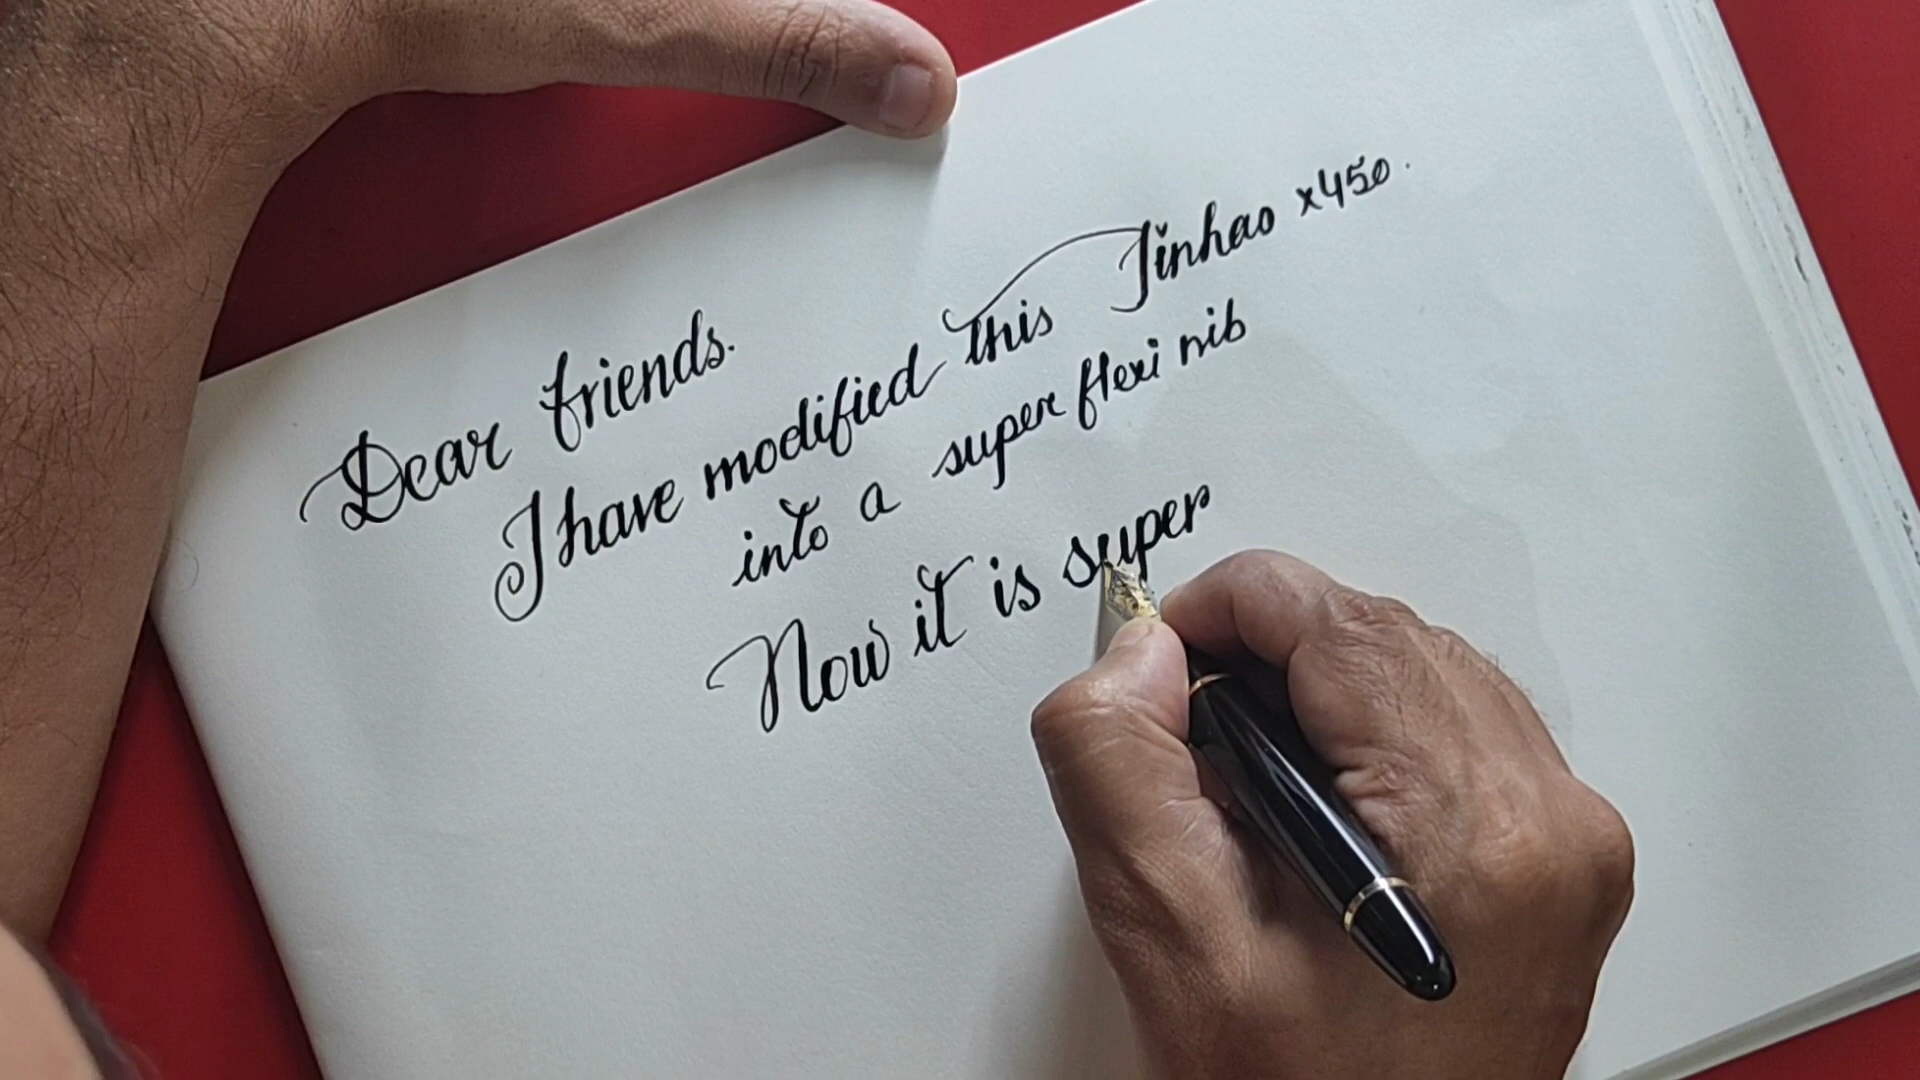 Dear friends.
I have modified this Jinhao x450.
into a super flexi nib
Now it is super